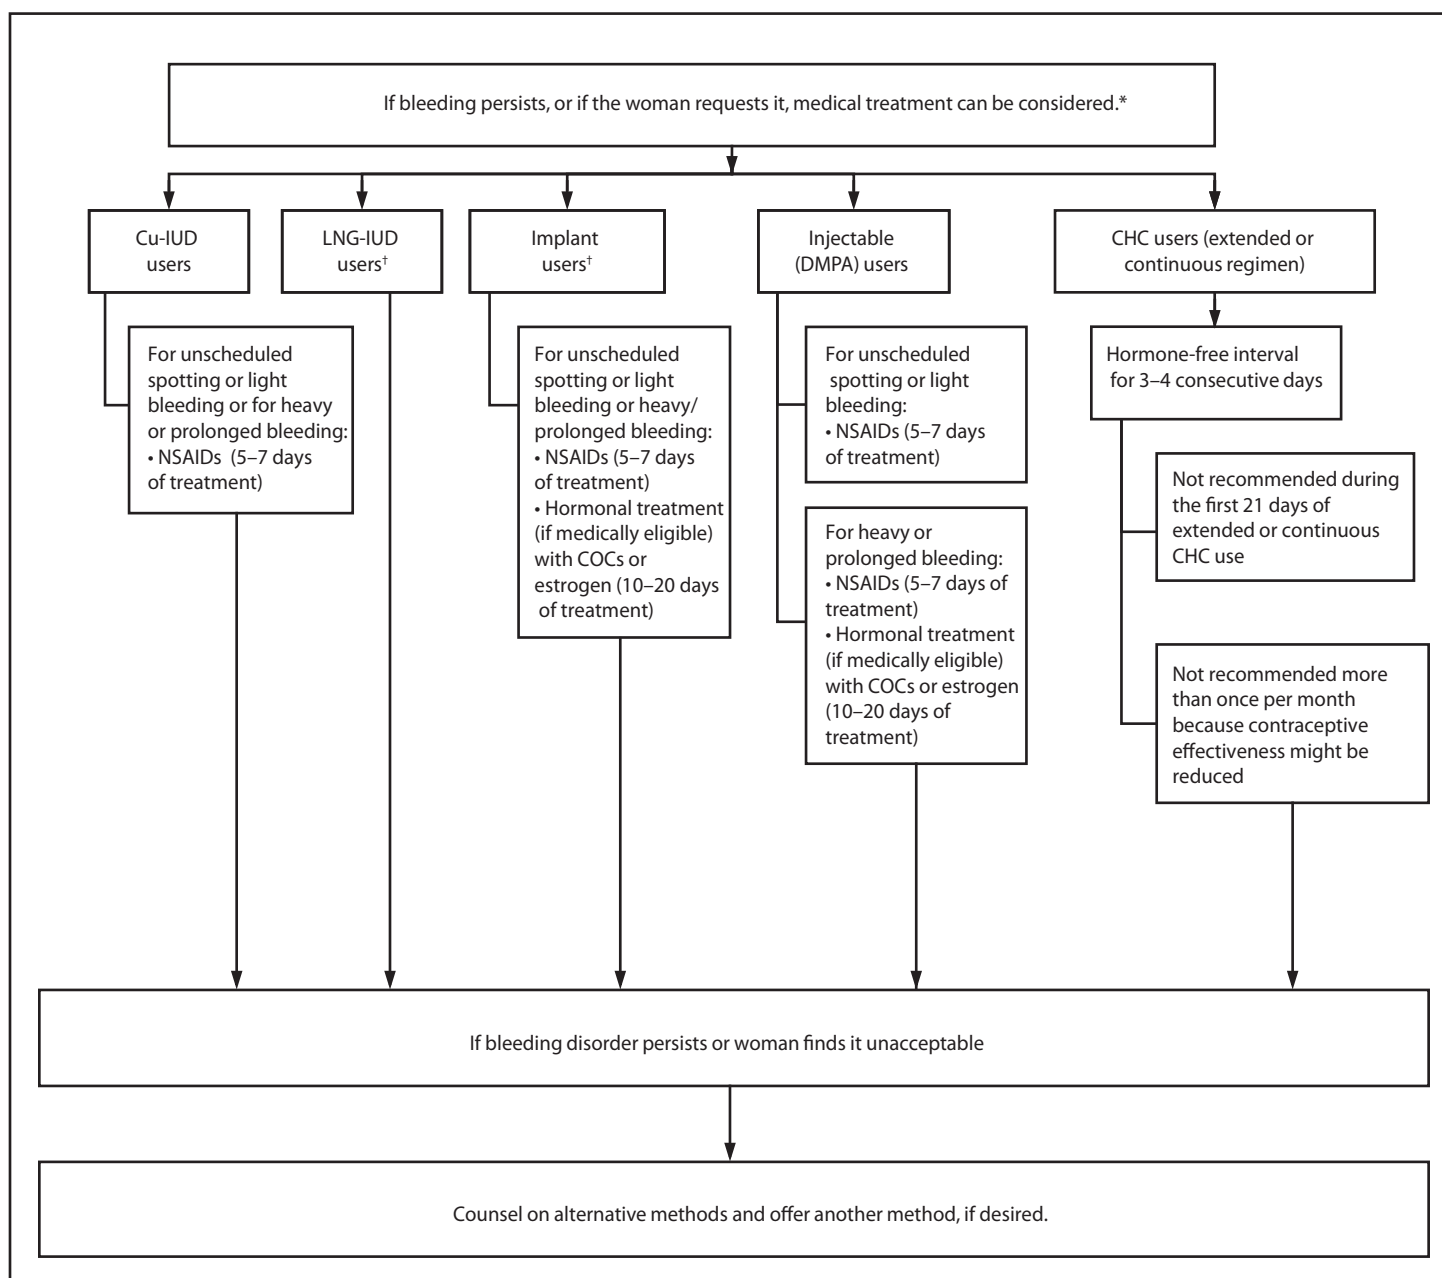 If bleeding persists, or if the woman requests it, medical treatment can be considered.*
Cu-IUD
users
LNG-IUD
users†
Implant
users†
Injectable
(DMPA) users
CHC users (extended or
continuous regimen)
For unscheduled
spotting or light
bleeding or for heavy
or prolonged bleeding:
• NSAIDs (5–7 days
of treatment)
For unscheduled
spotting or light
bleeding or heavy/
prolonged bleeding:
• NSAIDs (5–7 days
of treatment)
• Hormonal treatment
(if medically eligible)
with COCs or
estrogen (10–20 days
of treatment)
For unscheduled
spotting or light
bleeding:
• NSAIDs (5–7 days
of treatment)
For heavy or
prolonged bleeding:
• NSAIDs (5–7 days of
treatment)
• Hormonal treatment
(if medically eligible)
with COCs or estrogen
(10–20 days of
treatment)
Hormone-free interval
for 3–4 consecutive days
Not recommended during
the first 21 days of
extended or continuous
CHC use
Not recommended more
than once per month
because contraceptive
effectiveness might be
reduced
If bleeding disorder persists or woman finds it unacceptable
Counsel on alternative methods and offer another method, if desired.